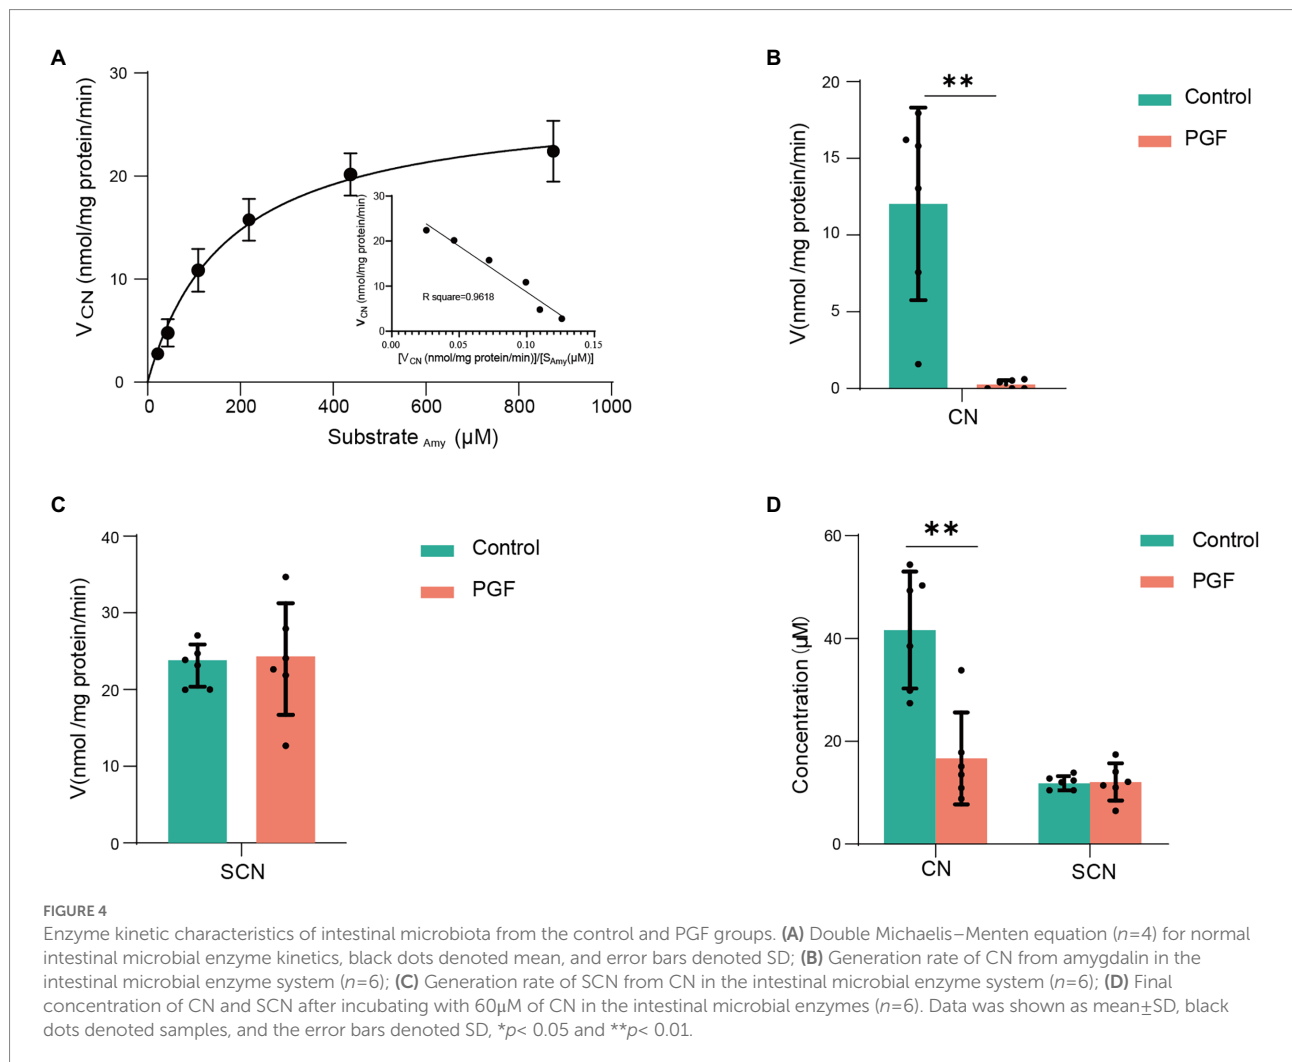 A
30
20
10
0
V CN (nmol/mg protein/min)
0
200
400
600
800
1000
Substrate Amy (µM)
30
20
10
0
V CN (nmol/mg protein/min)
R square=0.9618
0.00
0.05
0.10
0.15
[V CN (nmol/mg protein/min)]/[S Amy(µM)]
B
20
15
10
5
0
V(nmol /mg protein/min)
**
CN
Control
PGF
C
40
30
20
10
0
V(nmol /mg protein/min)
SCN
Control
PGF
D
60
40
20
0
Concentration (µM)
**
CN
SCN
Control
PGF
FIGURE 4
Enzyme kinetic characteristics of intestinal microbiota from the control and PGF groups. (A) Double Michaelis–Menten equation (n=4) for normal
intestinal microbial enzyme kinetics, black dots denoted mean, and error bars denoted SD; (B) Generation rate of CN from amygdalin in the
intestinal microbial enzyme system (n=6); (C) Generation rate of SCN from CN in the intestinal microbial enzyme system (n=6); (D) Final
concentration of CN and SCN after incubating with 60µM of CN in the intestinal microbial enzymes (n=6). Data was shown as mean±SD, black
dots denoted samples, and the error bars denoted SD, *p< 0.05 and **p< 0.01.